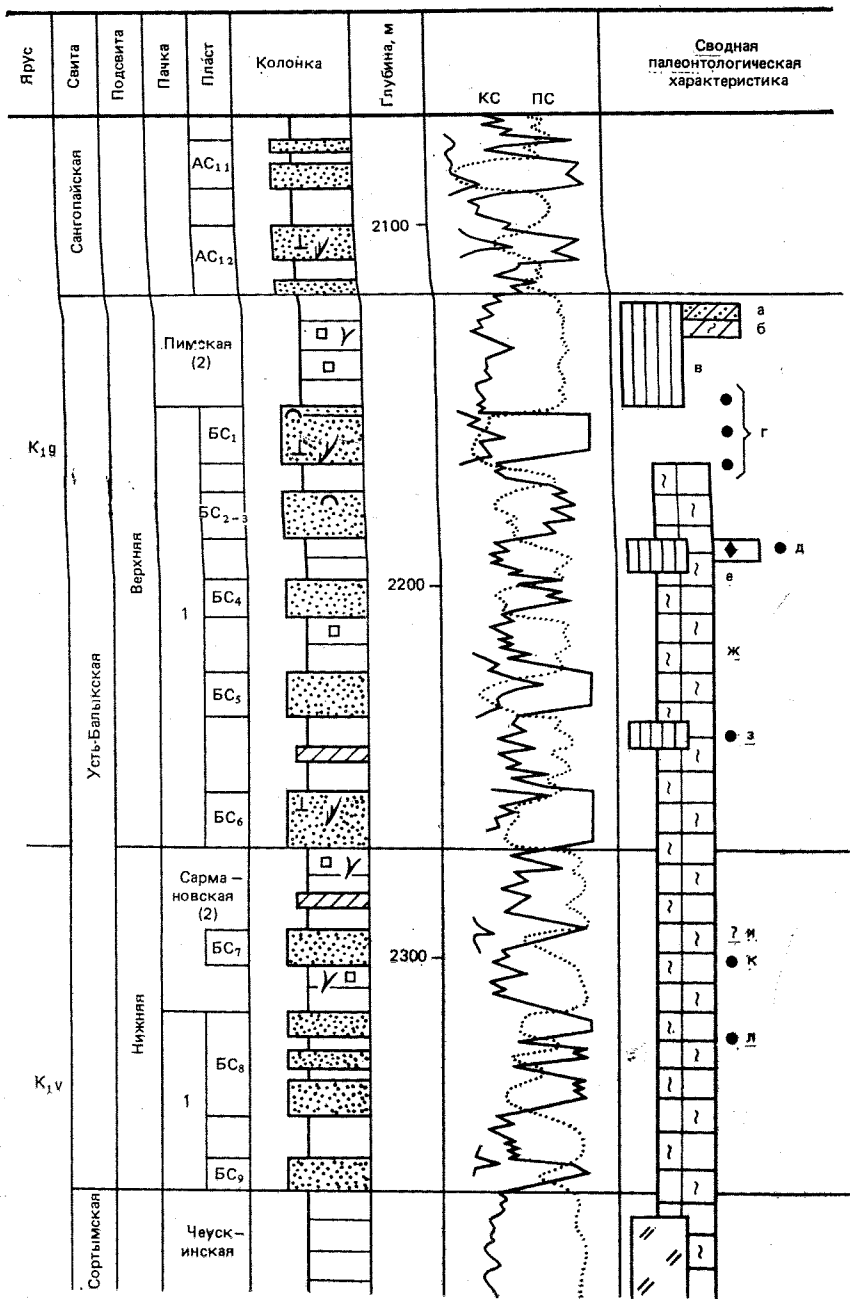 Ярус
Свита
Подсвита
Пачка
Пласт
Колонка
Глубина, м
КС ПС
Сводная
палеонтологическая
характеристика
Сангопайская
АС₁₁
2100
АС₁₂
Пимская
(2)
а
б
в
г
К₁g
БС₁
БС₂₋₃
Верхняя
д
е
2200
1
БС₄
ж
БС₅
Усть-Балыкская
з
БС₆
Сарма-
новская
(2)
? и
БС₇
2300
к
Нижняя
л
БС₈
К₁v
1
БС₉
Сортымская
Чеуск-
инская